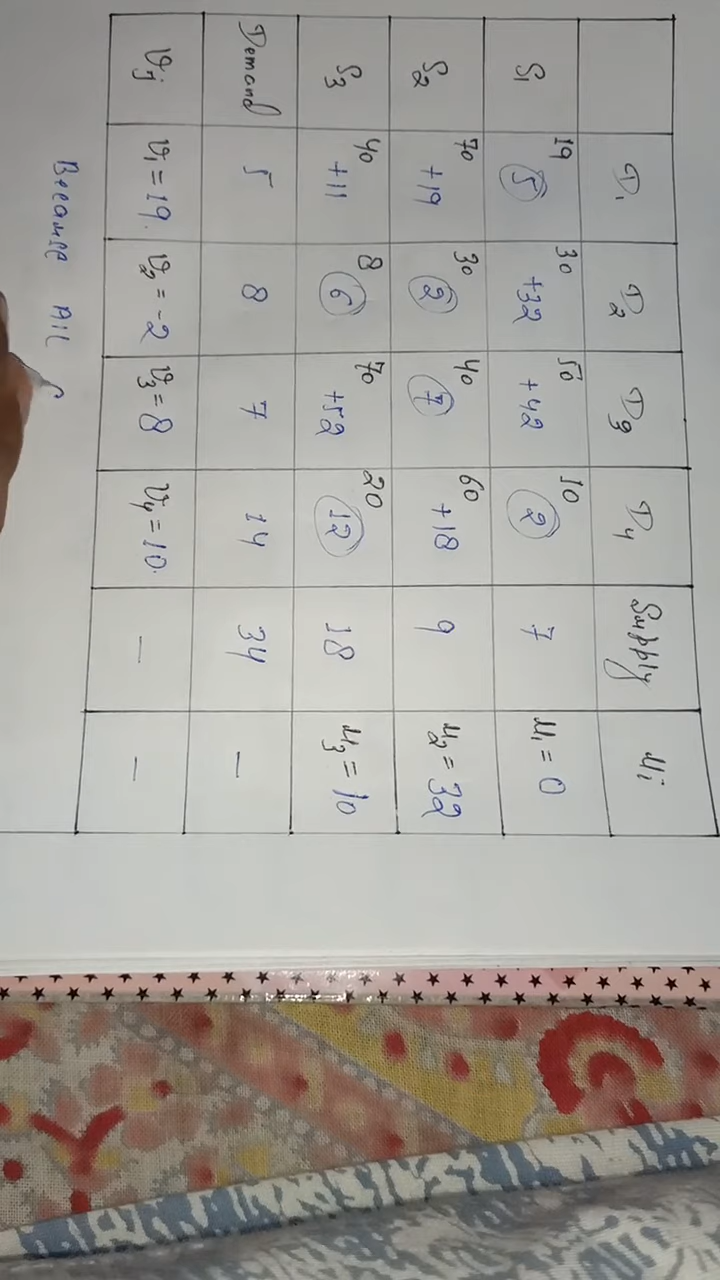 D1 D2 D3 D4 Supply ui
S1 19 5 30 +32 50 +42 10 2 7 u1 = 0
S2 70 +19 30 2 40 7 60 +18 9 u2 = 32
S3 40 +11 8 6 70 +52 20 12 18 u3 = 10
Demand 5 8 7 14 34 —
vj v1 = 19. v2 = -2 v3 = 8 v4 = 10. — —
Because All